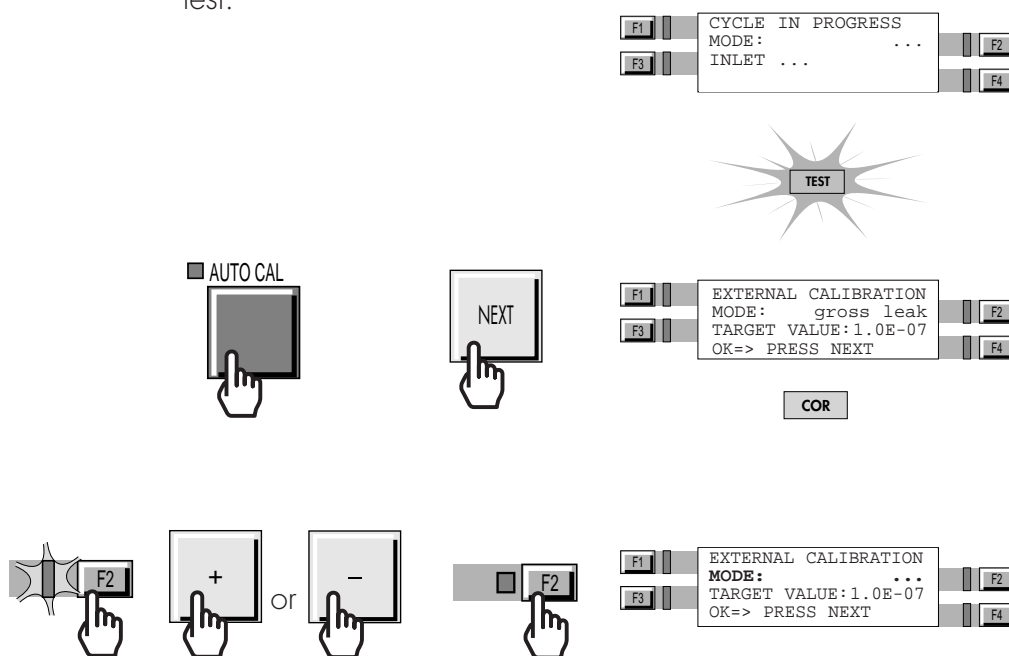 test.
F1
CYCLE IN PROGRESS
MODE: ...
F2
F3
INLET ...
F4
TEST
AUTO CAL
NEXT
F1
EXTERNAL CALIBRATION
MODE: gross leak
F2
F3
TARGET VALUE:1.0E-07
OK=> PRESS NEXT
F4
COR
F2
+
or
–
F2
F1
EXTERNAL CALIBRATION
MODE: ...
F2
F3
TARGET VALUE:1.0E-07
OK=> PRESS NEXT
F4